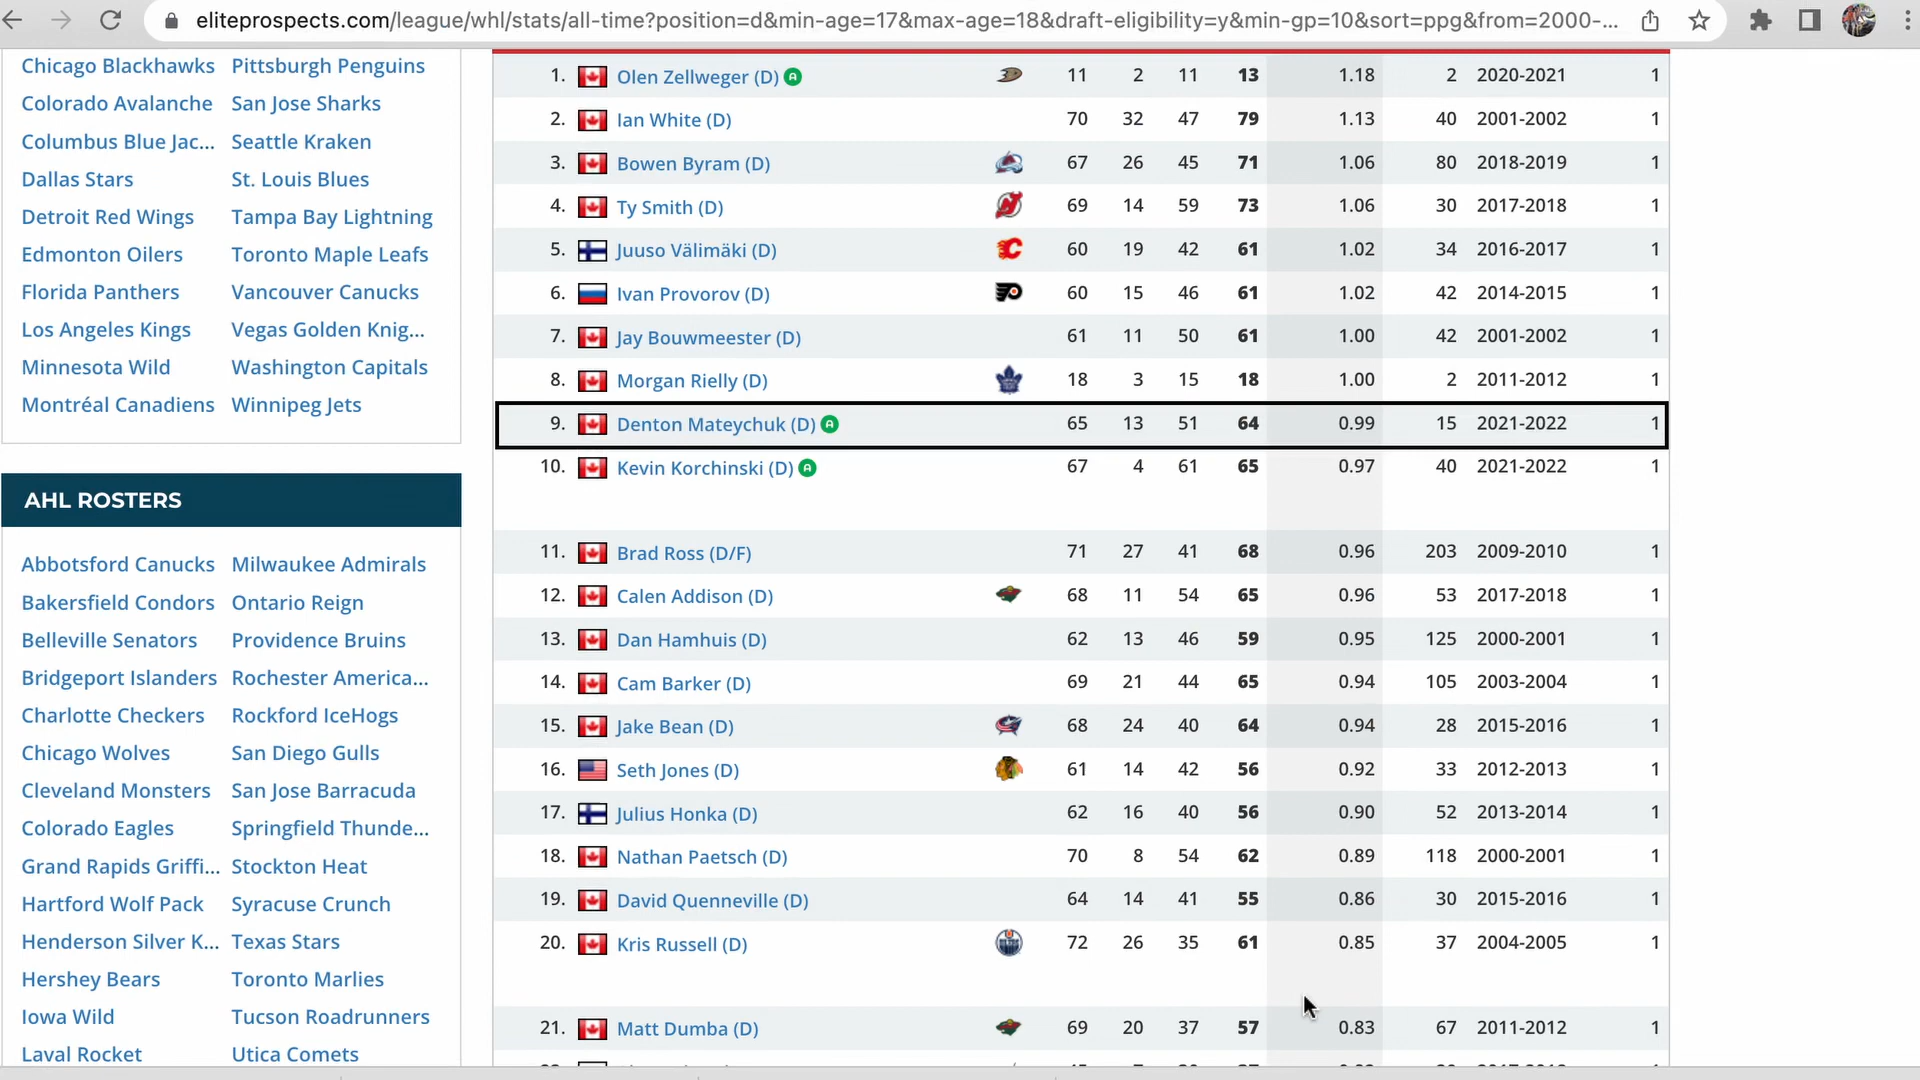 eliteprospects.com/league/whl/stats/all-time?position=d&min-age=17&max-age=18&draft-eligibility=y&min-gp=10&sort=ppg&from=2000-...
Chicago Blackhawks Pittsburgh Penguins
Colorado Avalanche San Jose Sharks
Columbus Blue Jac... Seattle Kraken
Dallas Stars St. Louis Blues
Detroit Red Wings Tampa Bay Lightning
Edmonton Oilers Toronto Maple Leafs
Florida Panthers Vancouver Canucks
Los Angeles Kings Vegas Golden Knig...
Minnesota Wild Washington Capitals
Montréal Canadiens Winnipeg Jets
AHL ROSTERS
Abbotsford Canucks Milwaukee Admirals
Bakersfield Condors Ontario Reign
Belleville Senators Providence Bruins
Bridgeport Islanders Rochester America...
Charlotte Checkers Rockford IceHogs
Chicago Wolves San Diego Gulls
Cleveland Monsters San Jose Barracuda
Colorado Eagles Springfield Thunde...
Grand Rapids Griffi... Stockton Heat
Hartford Wolf Pack Syracuse Crunch
Henderson Silver K... Texas Stars
Hershey Bears Toronto Marlies
Iowa Wild Tucson Roadrunners
Laval Rocket Utica Comets
1. Olen Zellweger (D) A 11 2 11 13 1.18 2 2020-2021 1
2. Ian White (D) 70 32 47 79 1.13 40 2001-2002 1
3. Bowen Byram (D) 67 26 45 71 1.06 80 2018-2019 1
4. Ty Smith (D) 69 14 59 73 1.06 30 2017-2018 1
5. Juuso Välimäki (D) 60 19 42 61 1.02 34 2016-2017 1
6. Ivan Provorov (D) 60 15 46 61 1.02 42 2014-2015 1
7. Jay Bouwmeester (D) 61 11 50 61 1.00 42 2001-2002 1
8. Morgan Rielly (D) 18 3 15 18 1.00 2 2011-2012 1
9. Denton Mateychuk (D) A 65 13 51 64 0.99 15 2021-2022 1
10. Kevin Korchinski (D) A 67 4 61 65 0.97 40 2021-2022 1
11. Brad Ross (D/F) 71 27 41 68 0.96 203 2009-2010 1
12. Calen Addison (D) 68 11 54 65 0.96 53 2017-2018 1
13. Dan Hamhuis (D) 62 13 46 59 0.95 125 2000-2001 1
14. Cam Barker (D) 69 21 44 65 0.94 105 2003-2004 1
15. Jake Bean (D) 68 24 40 64 0.94 28 2015-2016 1
16. Seth Jones (D) 61 14 42 56 0.92 33 2012-2013 1
17. Julius Honka (D) 62 16 40 56 0.90 52 2013-2014 1
18. Nathan Paetsch (D) 70 8 54 62 0.89 118 2000-2001 1
19. David Quenneville (D) 64 14 41 55 0.86 30 2015-2016 1
20. Kris Russell (D) 72 26 35 61 0.85 37 2004-2005 1
21. Matt Dumba (D) 69 20 37 57 0.83 67 2011-2012 1